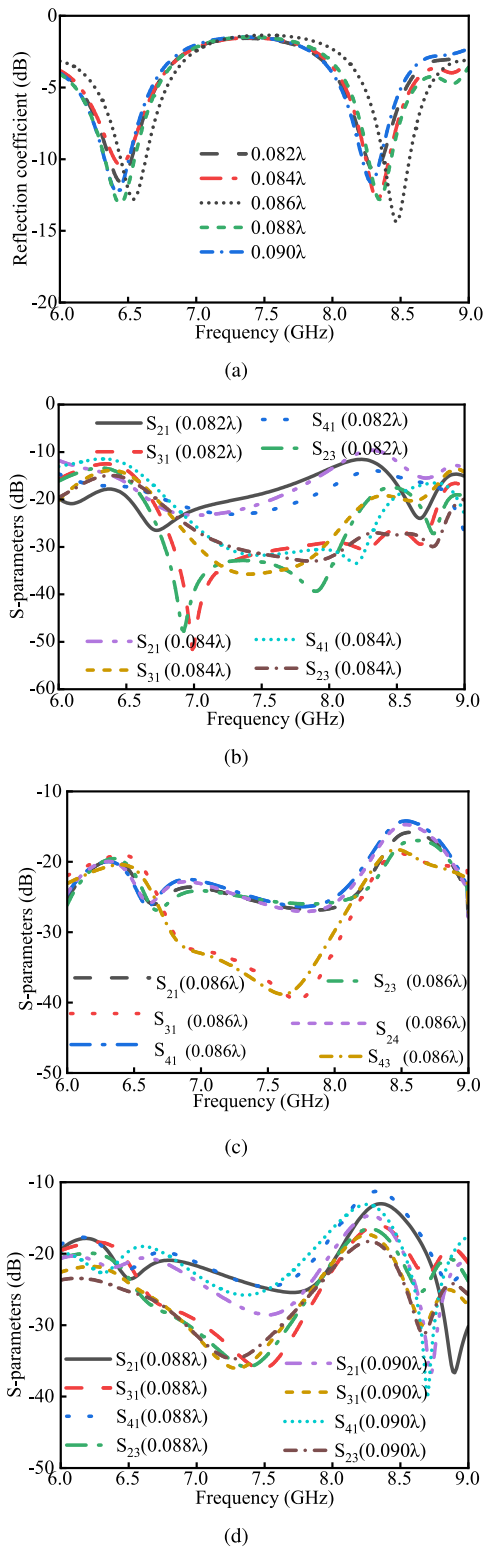 0
-5
-10
-15
-20
Reflection coefficient (dB)
0.082λ
0.084λ
0.086λ
0.088λ
0.090λ
6.0 6.5 7.0 7.5 8.0 8.5 9.0
Frequency (GHz)
(a)
0
-10
-20
-30
-40
-50
-60
S-parameters (dB)
S21 (0.082λ) S41 (0.082λ)
S31 (0.082λ) S23 (0.082λ)
S21 (0.084λ) S41 (0.084λ)
S31 (0.084λ) S23 (0.084λ)
6.0 6.5 7.0 7.5 8.0 8.5 9.0
Frequency (GHz)
(b)
-10
-20
-30
-40
-50
S-parameters (dB)
S21 (0.086λ) S23 (0.086λ)
S31 (0.086λ) S24 (0.086λ)
S41 (0.086λ) S43 (0.086λ)
6.0 6.5 7.0 7.5 8.0 8.5 9.0
Frequency (GHz)
(c)
-10
-20
-30
-40
-50
S-parameters (dB)
S21(0.088λ) S21(0.090λ)
S31(0.088λ) S31(0.090λ)
S41(0.088λ) S41(0.090λ)
S23(0.088λ) S23(0.090λ)
6.0 6.5 7.0 7.5 8.0 8.5 9.0
Frequency (GHz)
(d)